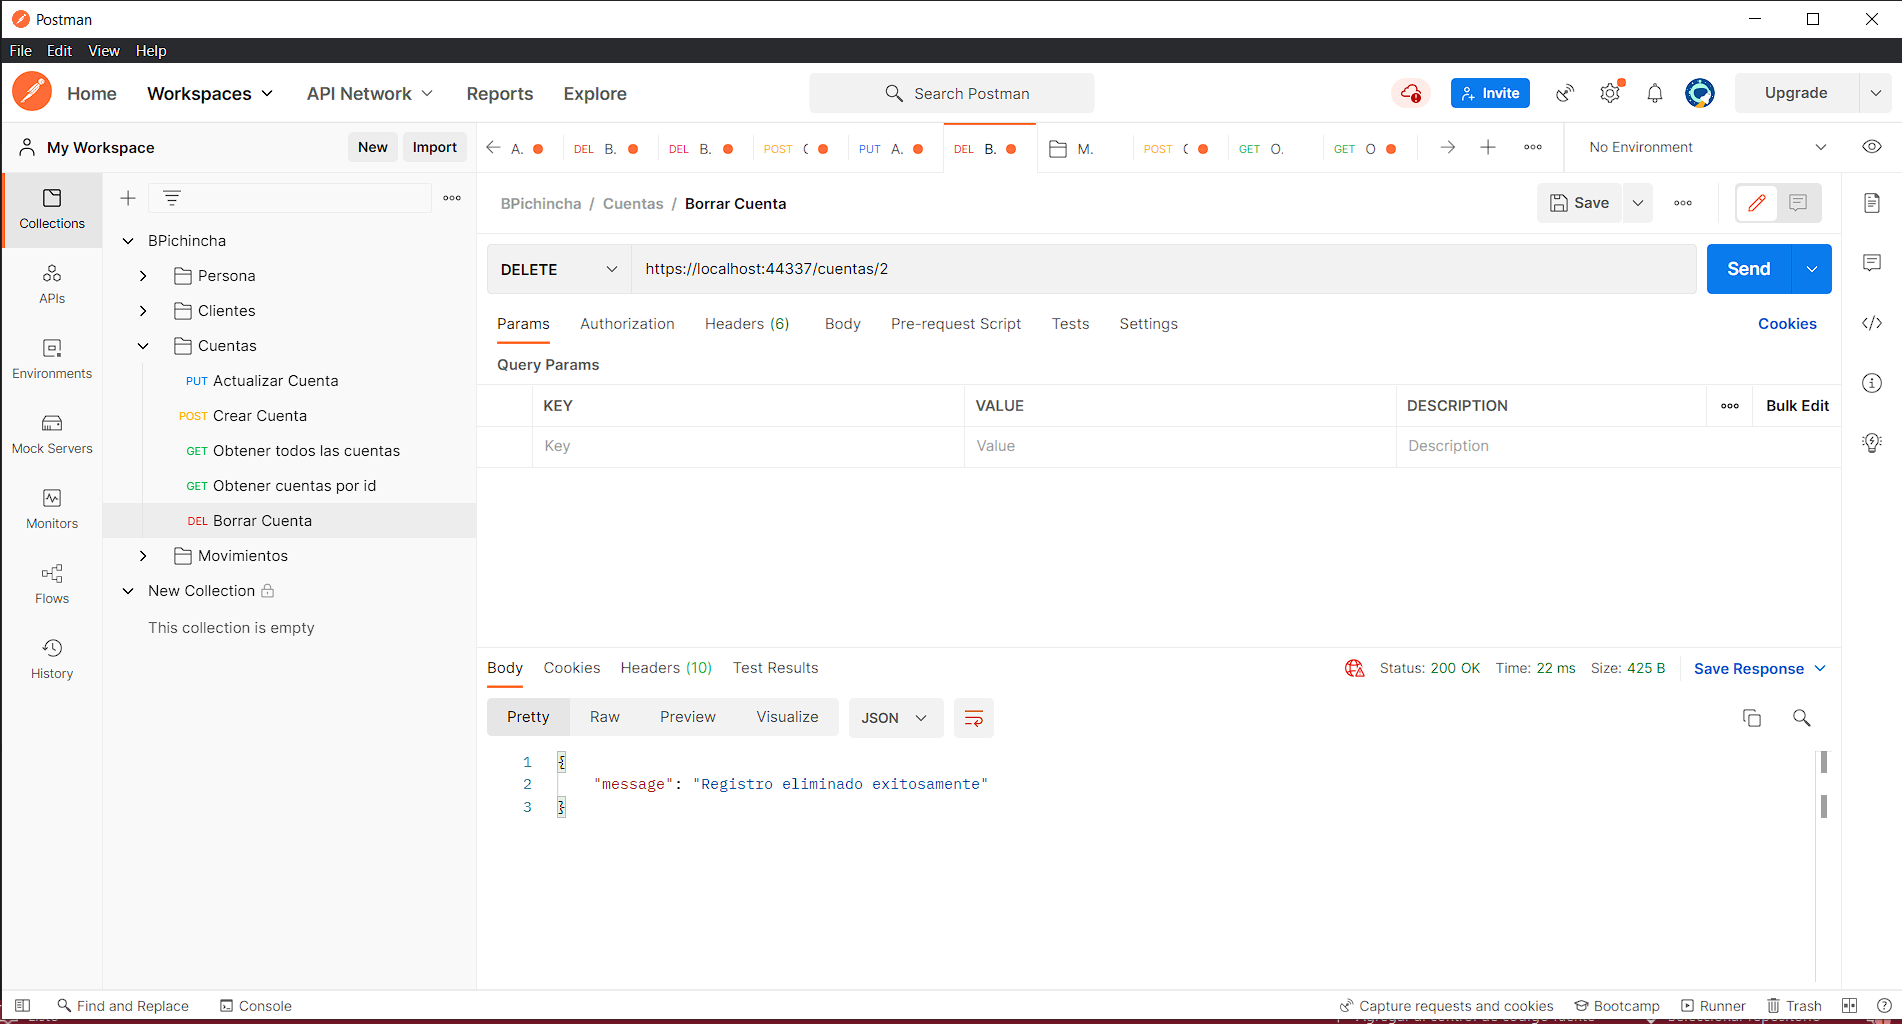 Postman
File Edit View Help
Home Workspaces API Network Reports Explore
Search Postman
Invite
Upgrade
My Workspace
New Import
A. DEL B. DEL B. POST PUT A. DEL B. M. POST GET O. GET O
No Environment
Collections
APIs
Environments
Mock Servers
Monitors
Flows
History
BPichincha
Persona
Clientes
Cuentas
PUT Actualizar Cuenta
POST Crear Cuenta
GET Obtener todos las cuentas
GET Obtener cuentas por id
DEL Borrar Cuenta
Movimientos
New Collection
This collection is empty
BPichincha / Cuentas / Borrar Cuenta
Save
DELETE https://localhost:44337/cuentas/2
Send
Params Authorization Headers (6) Body Pre-request Script Tests Settings
Cookies
Query Params
KEY VALUE DESCRIPTION
Bulk Edit
Key Value Description
Body Cookies Headers (10) Test Results
Status: 200 OK Time: 22 ms Size: 425 B
Save Response
Pretty Raw Preview Visualize JSON
1 {
2 "message": "Registro eliminado exitosamente"
3 }
Find and Replace Console
Capture requests and cookies Bootcamp Runner Trash